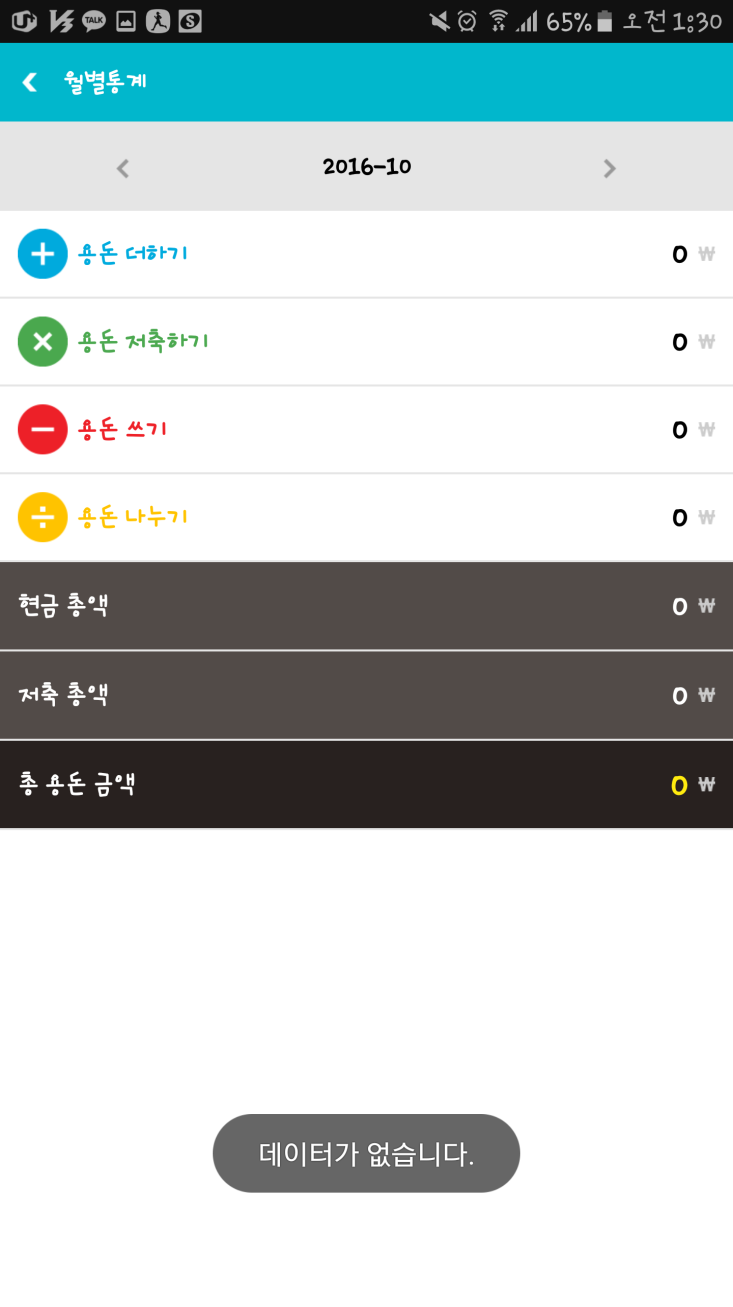 TALK 65% 오전 1:30
월별통계
2016-10
용돈 더하기 0 ₩
용돈 저축하기 0 ₩
용돈 쓰기 0 ₩
용돈 나누기 0 ₩
현금 총액 0 ₩
저축 총액 0 ₩
총 용돈 금액 0 ₩
데이터가 없습니다.